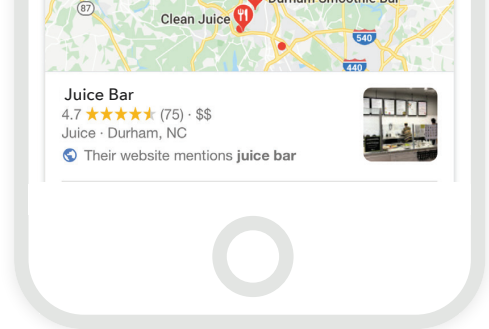 Durham Smoothie Bar
87
Clean Juice
540
440
Juice Bar
4.7 ★★★★★ (75) · $$
Juice · Durham, NC
Their website mentions juice bar